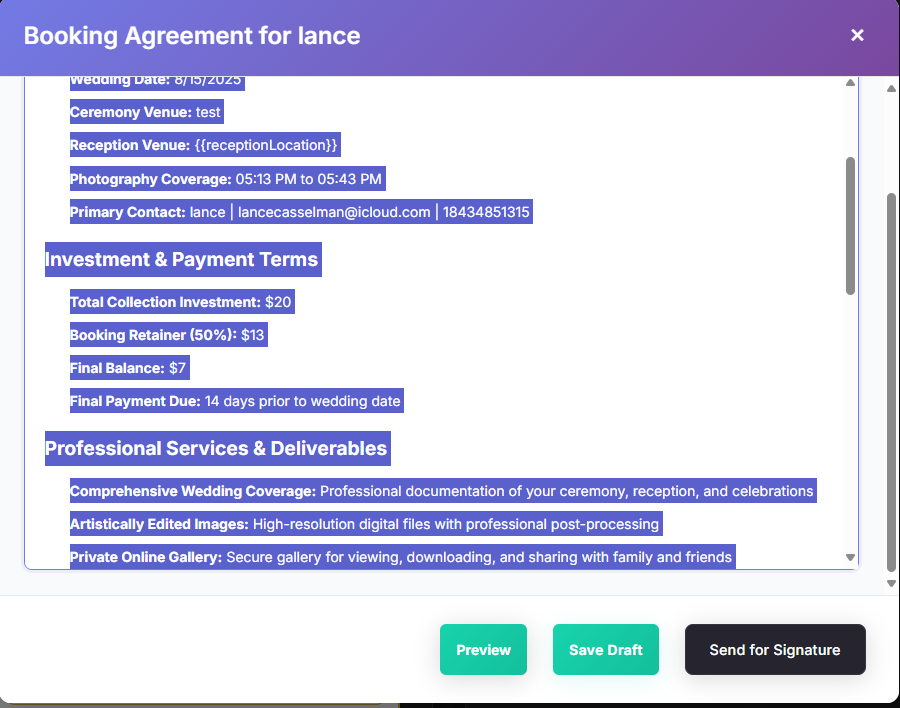 Booking Agreement for lance
×
Wedding Date: 8/15/2025
Ceremony Venue: test
Reception Venue: {{receptionLocation}}
Photography Coverage: 05:13 PM to 05:43 PM
Primary Contact: lance | lancecasselman@icloud.com | 18434851315
Investment & Payment Terms
Total Collection Investment: $20
Booking Retainer (50%): $13
Final Balance: $7
Final Payment Due: 14 days prior to wedding date
Professional Services & Deliverables
Comprehensive Wedding Coverage: Professional documentation of your ceremony, reception, and celebrations
Artistically Edited Images: High-resolution digital files with professional post-processing
Private Online Gallery: Secure gallery for viewing, downloading, and sharing with family and friends
Preview
Save Draft
Send for Signature